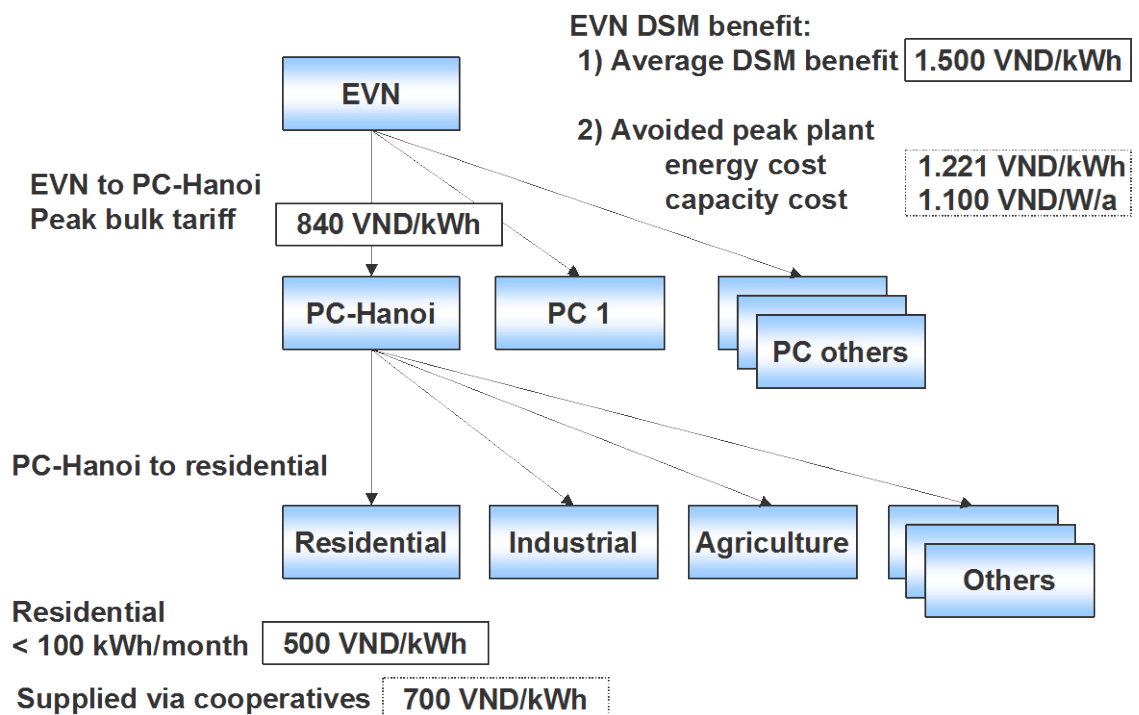 EVN DSM benefit:
1) Average DSM benefit 1.500 VND/kWh
EVN
2) Avoided peak plant
energy cost 1.221 VND/kWh
capacity cost 1.100 VND/W/a
EVN to PC-Hanoi
Peak bulk tariff 840 VND/kWh
PC-Hanoi
PC 1
PC others
PC-Hanoi to residential
Residential
Industrial
Agriculture
Others
Residential
< 100 kWh/month 500 VND/kWh
Supplied via cooperatives 700 VND/kWh